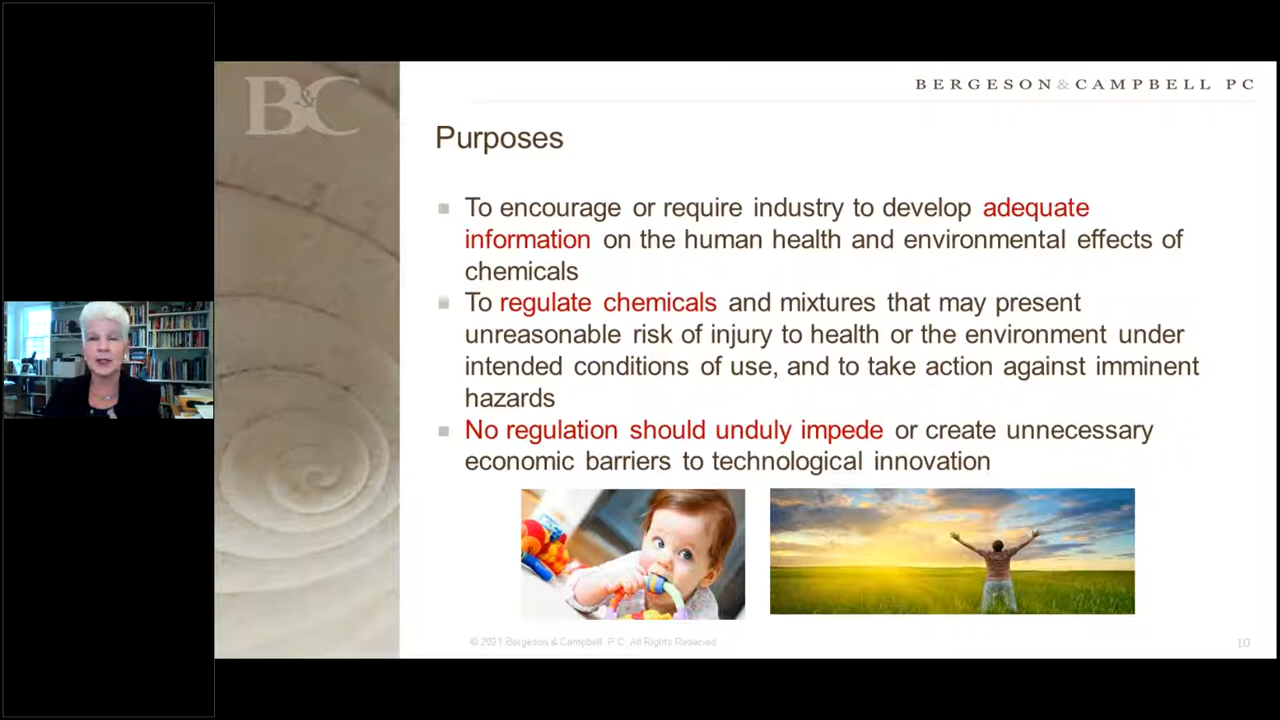 B&C
BERGESON&CAMPBELL PC
Purposes
To encourage or require industry to develop adequate
information on the human health and environmental effects of
chemicals
To regulate chemicals and mixtures that may present
unreasonable risk of injury to health or the environment under
intended conditions of use, and to take action against imminent
hazards
No regulation should unduly impede or create unnecessary
economic barriers to technological innovation
© 2021 Bergeson & Campbell P.C. All Rights Reserved
10